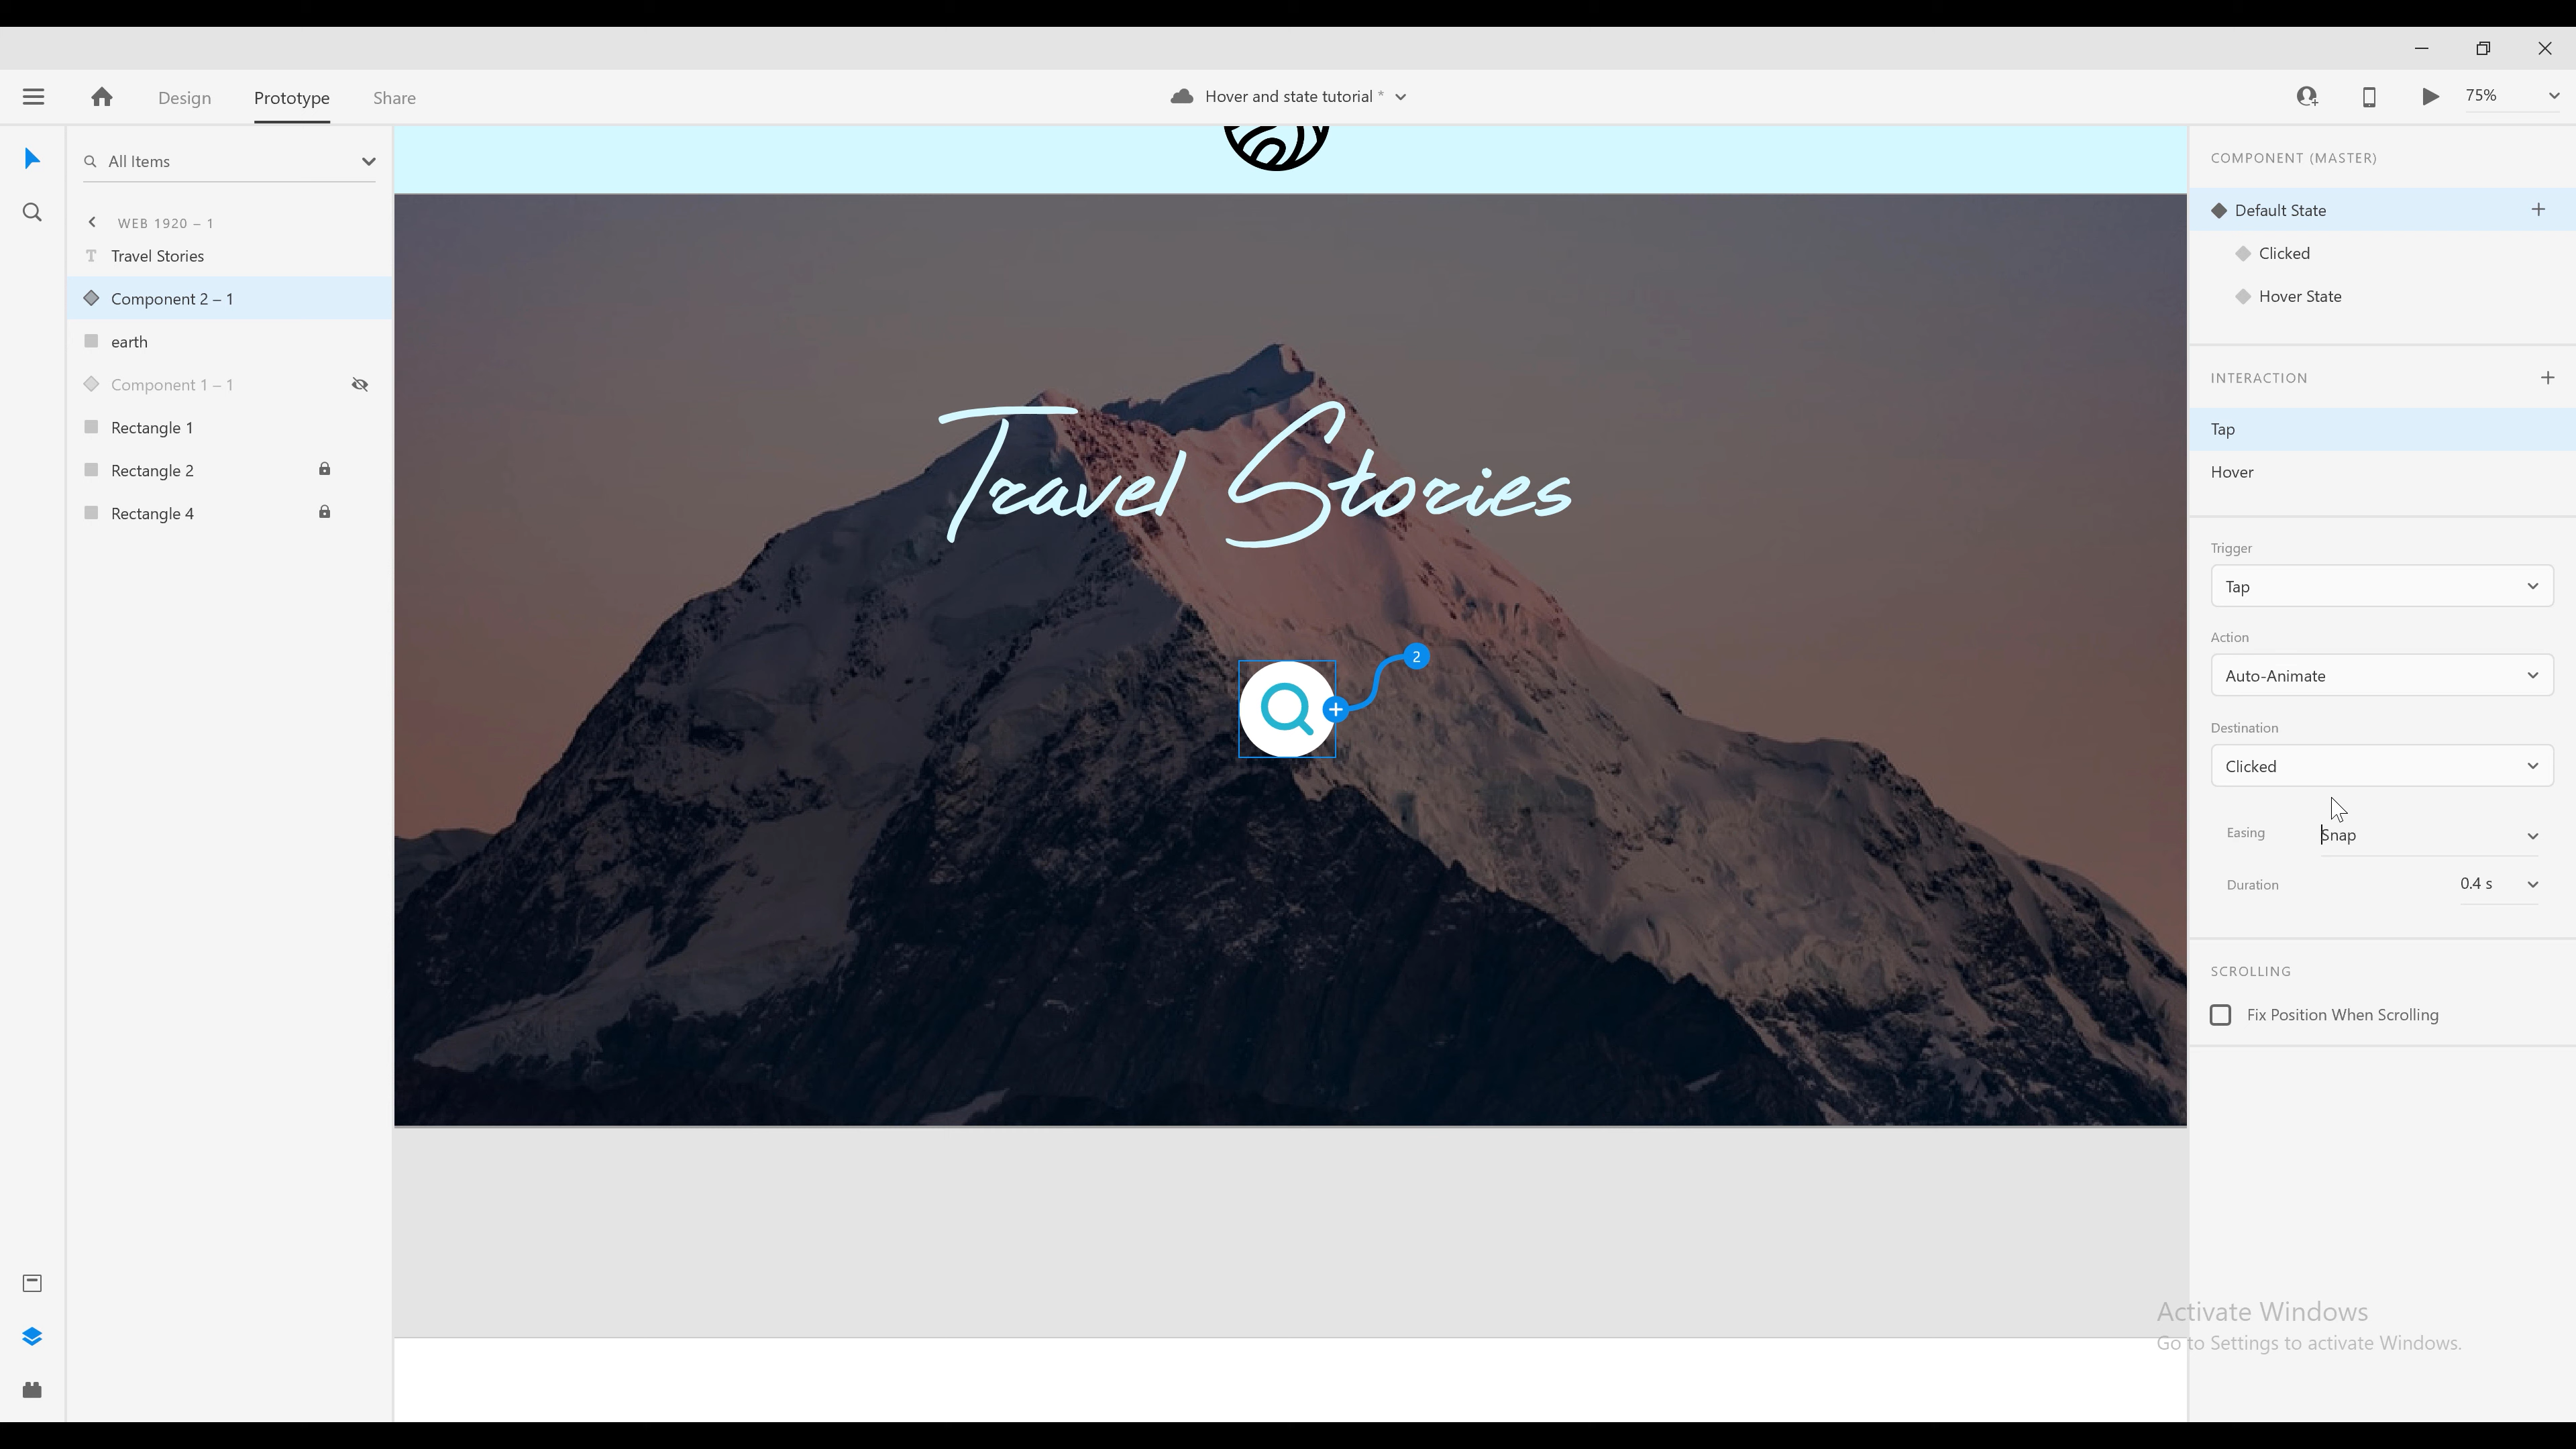 Design
Prototype
Share
Hover and state tutorial *
75%
All Items
WEB 1920 – 1
T Travel Stories
Component 2 – 1
earth
Component 1 – 1
Rectangle 1
Rectangle 2
Rectangle 4
Travel Stories
2
COMPONENT (MASTER)
Default State
Clicked
Hover State
INTERACTION
Tap
Hover
Trigger
Tap
Action
Auto-Animate
Destination
Clicked
Easing Snap
Duration 0.4 s
SCROLLING
Fix Position When Scrolling
Activate Windows
Go to Settings to activate Windows.